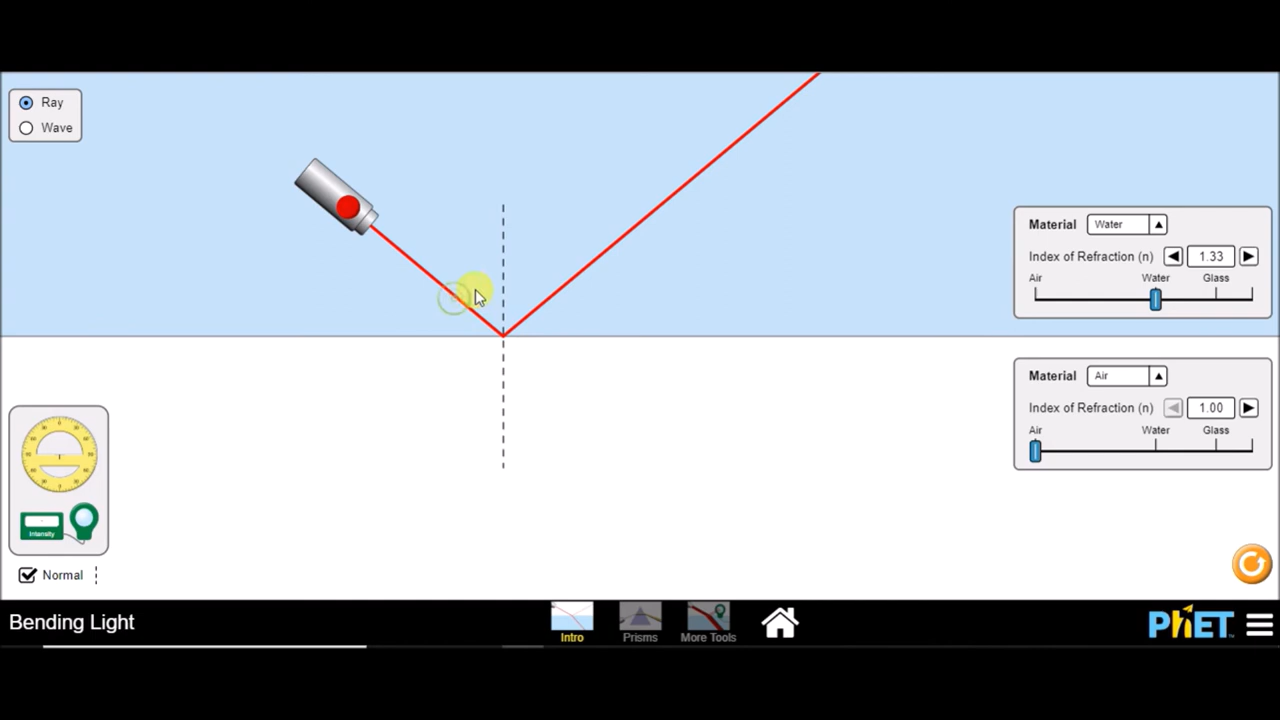 Ray
Wave
Material Water
Index of Refraction (n) 1.33
Air Water Glass
Material Air
Index of Refraction (n) 1.00
Air Water Glass
Intensity
Normal
Bending Light
Intro
Prisms
More Tools
PhET